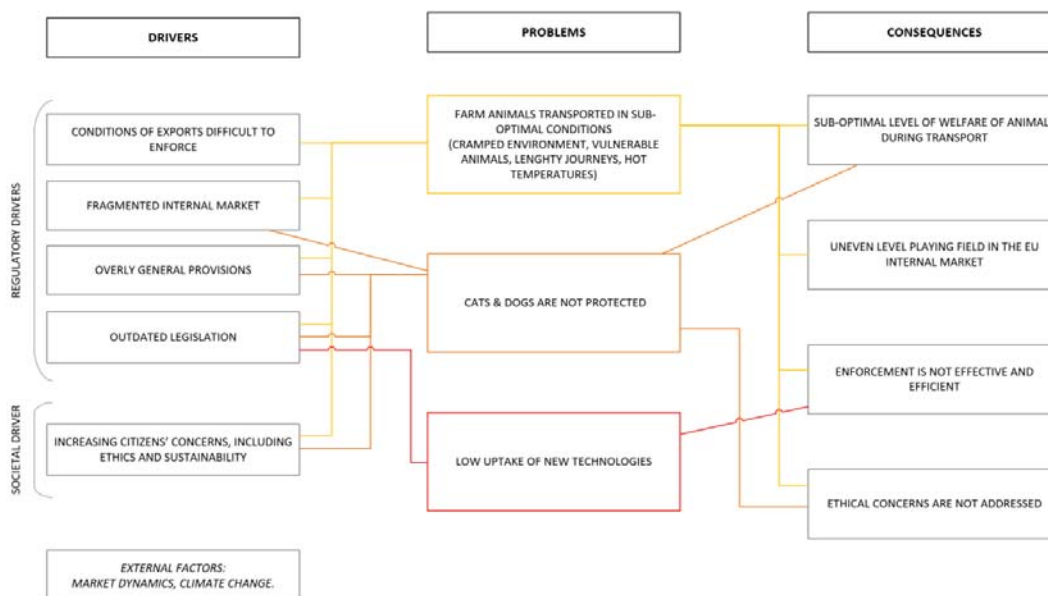 DRIVERS
PROBLEMS
CONSEQUENCES
REGULATORY DRIVERS
CONDITIONS OF EXPORTS DIFFICULT TO
ENFORCE
FRAGMENTED INTERNAL MARKET
OVERLY GENERAL PROVISIONS
OUTDATED LEGISLATION
SOCIETAL DRIVER
INCREASING CITIZENS' CONCERNS, INCLUDING
ETHICS AND SUSTAINABILITY
EXTERNAL FACTORS:
MARKET DYNAMICS, CLIMATE CHANGE.
FARM ANIMALS TRANSPORTED IN SUB-
OPTIMAL CONDITIONS
(CRAMPED ENVIRONMENT, VULNERABLE
ANIMALS, LENGHTY JOURNEYS, HOT
TEMPERATURES)
CATS & DOGS ARE NOT PROTECTED
LOW UPTAKE OF NEW TECHNOLOGIES
SUB-OPTIMAL LEVEL OF WELFARE OF ANIMAL
DURING TRANSPORT
UNEVEN LEVEL PLAYING FIELD IN THE EU
INTERNAL MARKET
ENFORCEMENT IS NOT EFFECTIVE AND
EFFICIENT
ETHICAL CONCERNS ARE NOT ADDRESSED